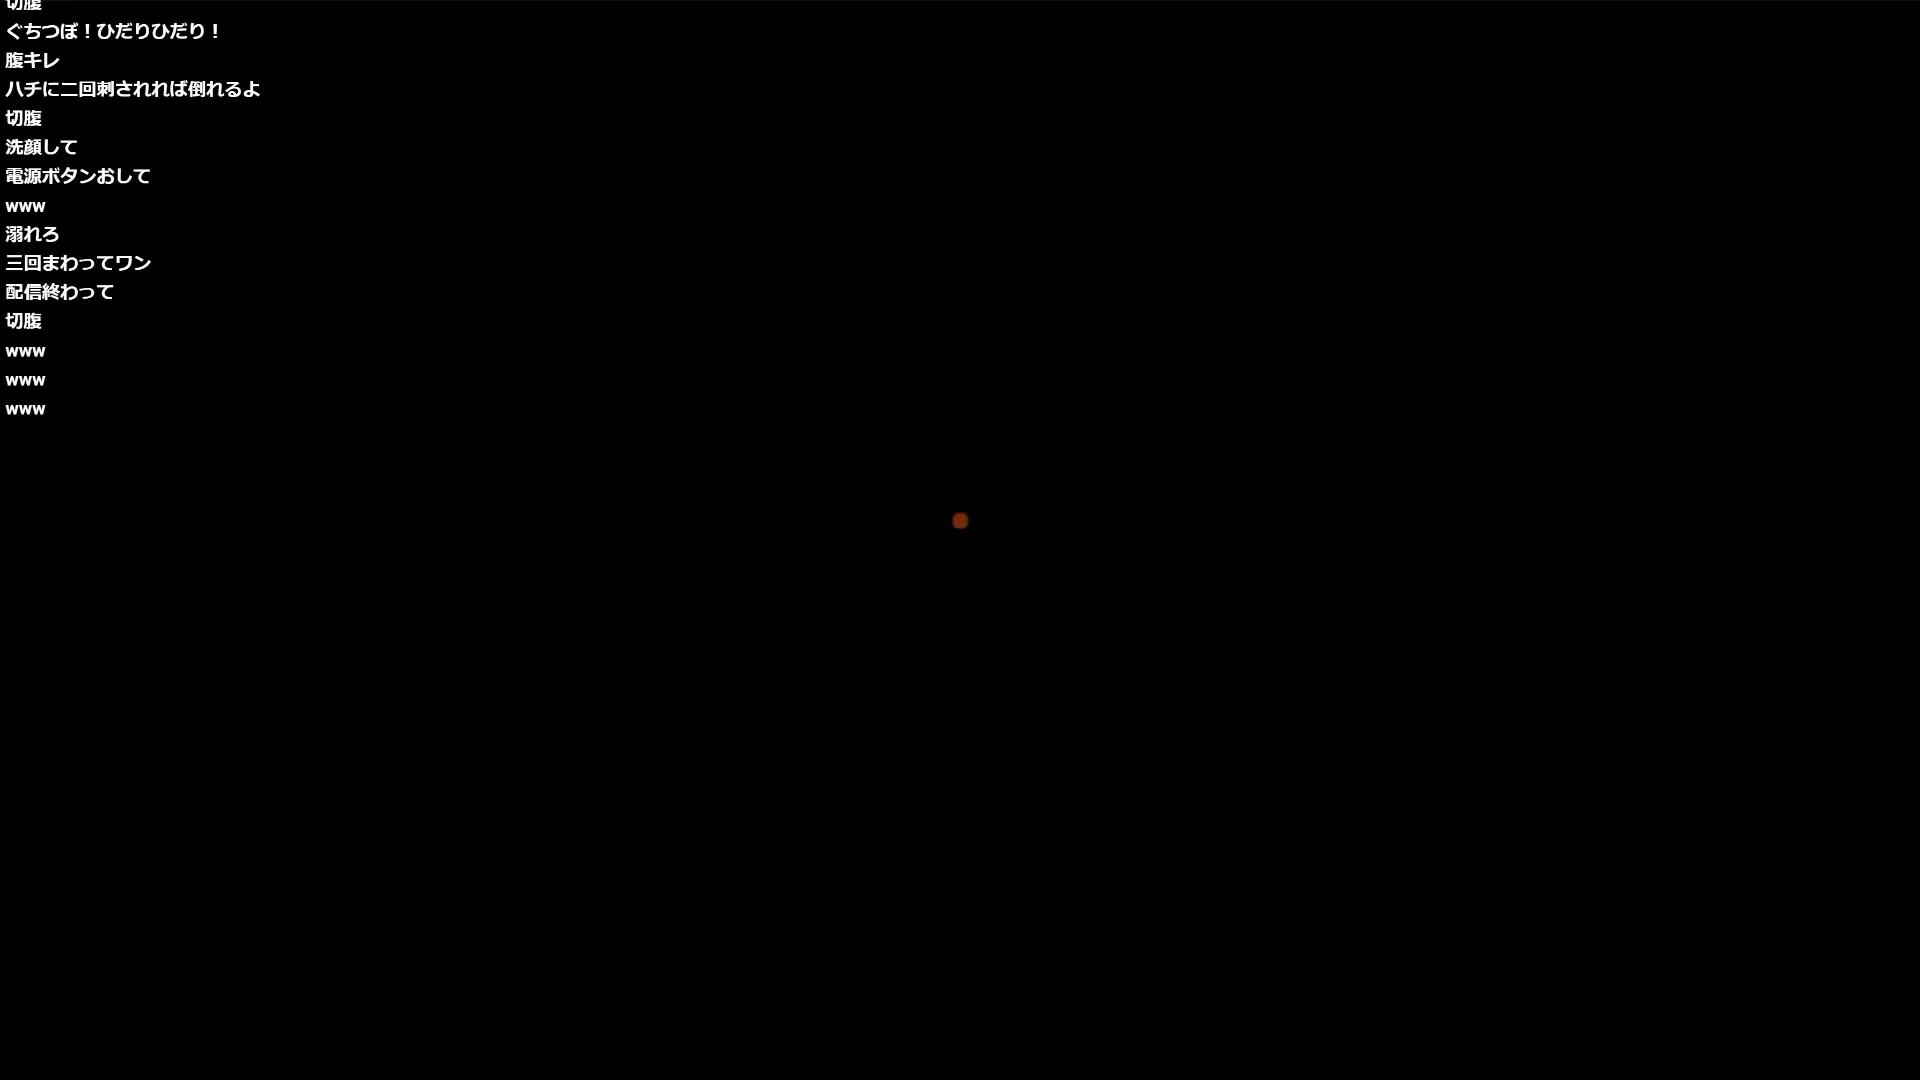 切腹
ぐちつぼ！ひだりひだり！
腹キレ
ハチに二回刺されれば倒れるよ
切腹
洗顔して
電源ボタンおして
www
溺れろ
三回まわってワン
配信終わって
切腹
www
www
www